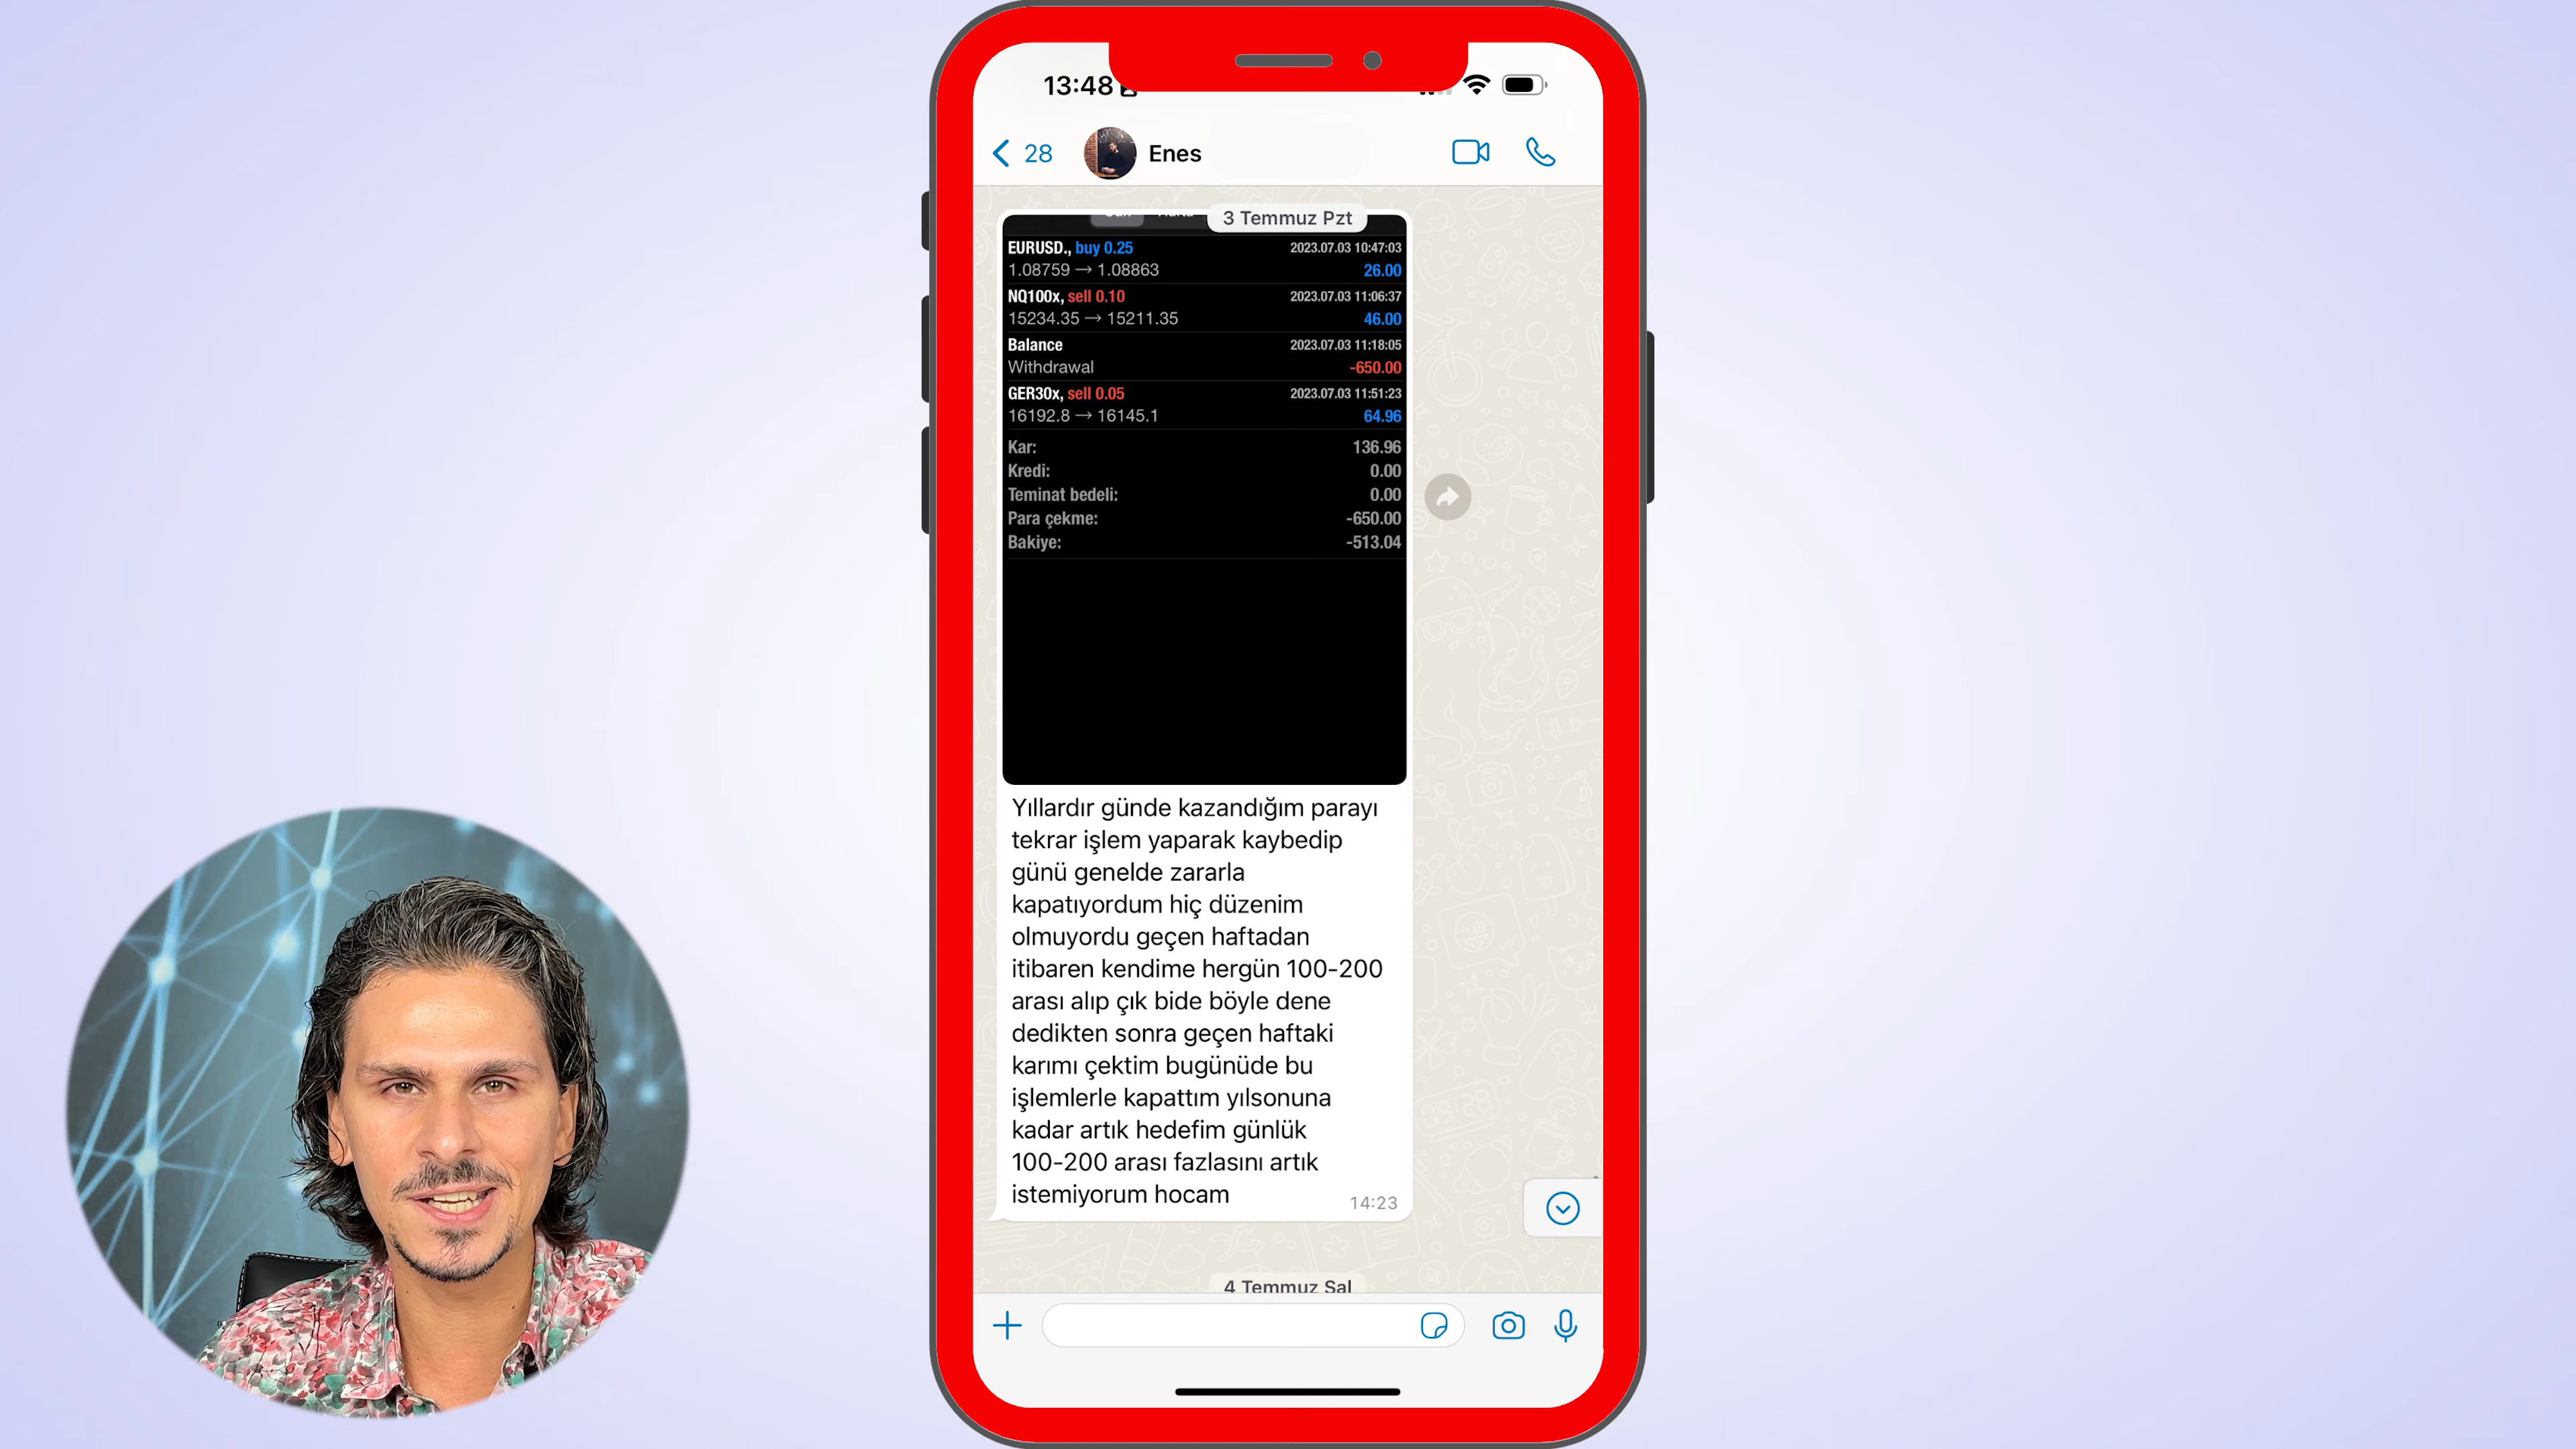 13:48
28
Enes
3 Temmuz Pzt
EURUSD., buy 0.25 2023.07.03 10:47:03
1.08759 → 1.08863 26.00
NQ100x, sell 0.10 2023.07.03 11:06:37
15234.35 → 15211.35 46.00
Balance 2023.07.03 11:18:05
Withdrawal -650.00
GER30x, sell 0.05 2023.07.03 11:51:23
16192.8 → 16145.1 64.96
Kar: 136.96
Kredi: 0.00
Teminat bedeli: 0.00
Para çekme: -650.00
Bakiye: -513.04
Yıllardır günde kazandığım parayı
tekrar işlem yaparak kaybedip
günü genelde zararla
kapatıyordum hiç düzenim
olmuyordu geçen haftadan
itibaren kendime hergün 100-200
arası alıp çık bide böyle dene
dedikten sonra geçen haftaki
karımı çektim bugünüde bu
işlemlerle kapattım yılsonuna
kadar artık hedefim günlük
100-200 arası fazlasını artık
istemiyorum hocam
14:23
4 Temmuz Sal